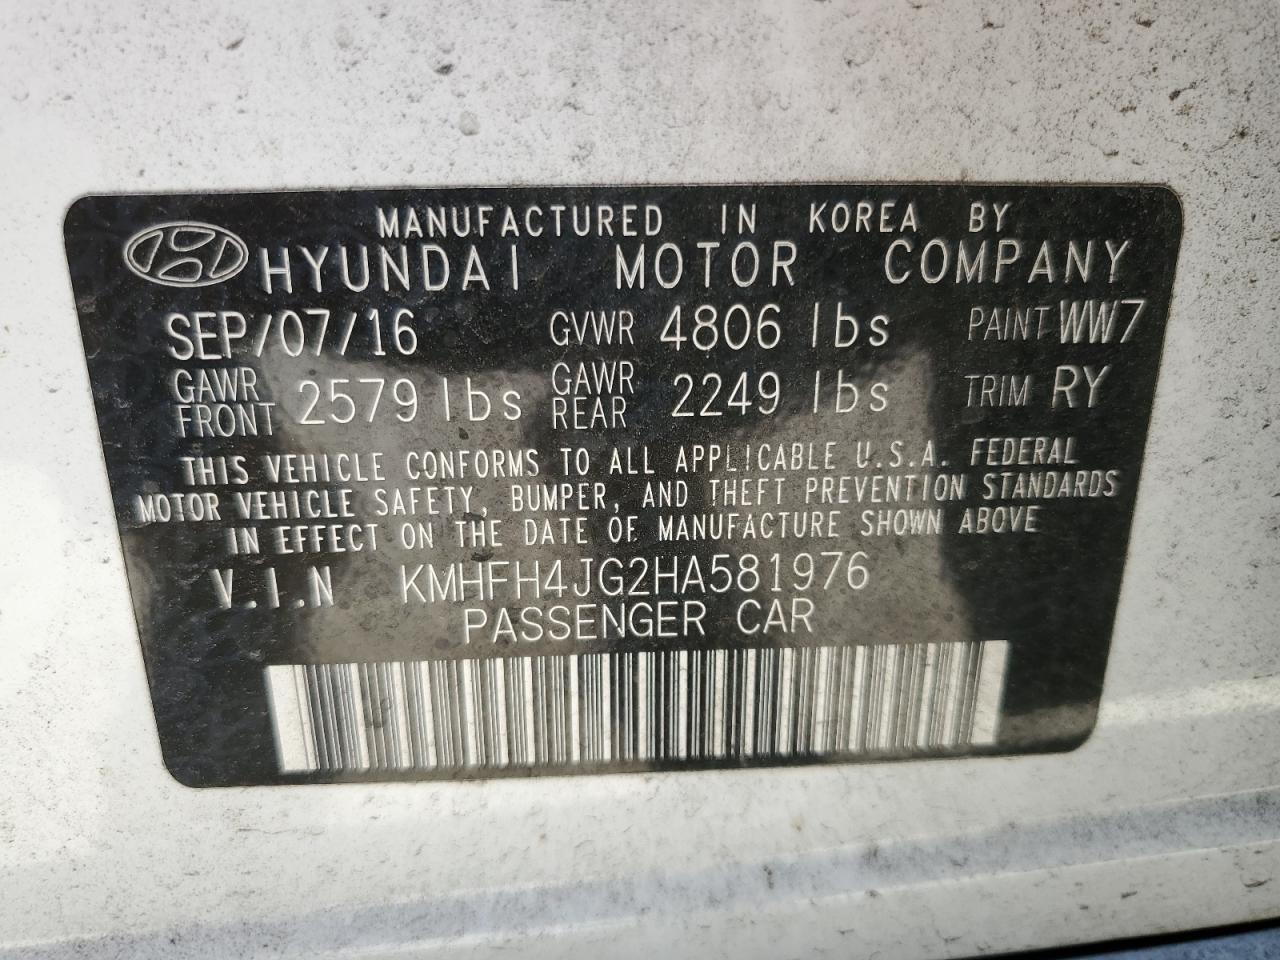 MANUFACTURED IN KOREA BY
HYUNDAI MOTOR COMPANY
SEP/07/16 GVWR 4806 lbs PAINT WW7
GAWR FRONT 2579 lbs GAWR REAR 2249 lbs TRIM RY
THIS VEHICLE CONFORMS TO ALL APPLICABLE U.S.A. FEDERAL
MOTOR VEHICLE SAFETY, BUMPER, AND THEFT PREVENTION STANDARDS
IN EFFECT ON THE DATE OF MANUFACTURE SHOWN ABOVE
V.I.N KMHFH4JG2HA581976
PASSENGER CAR